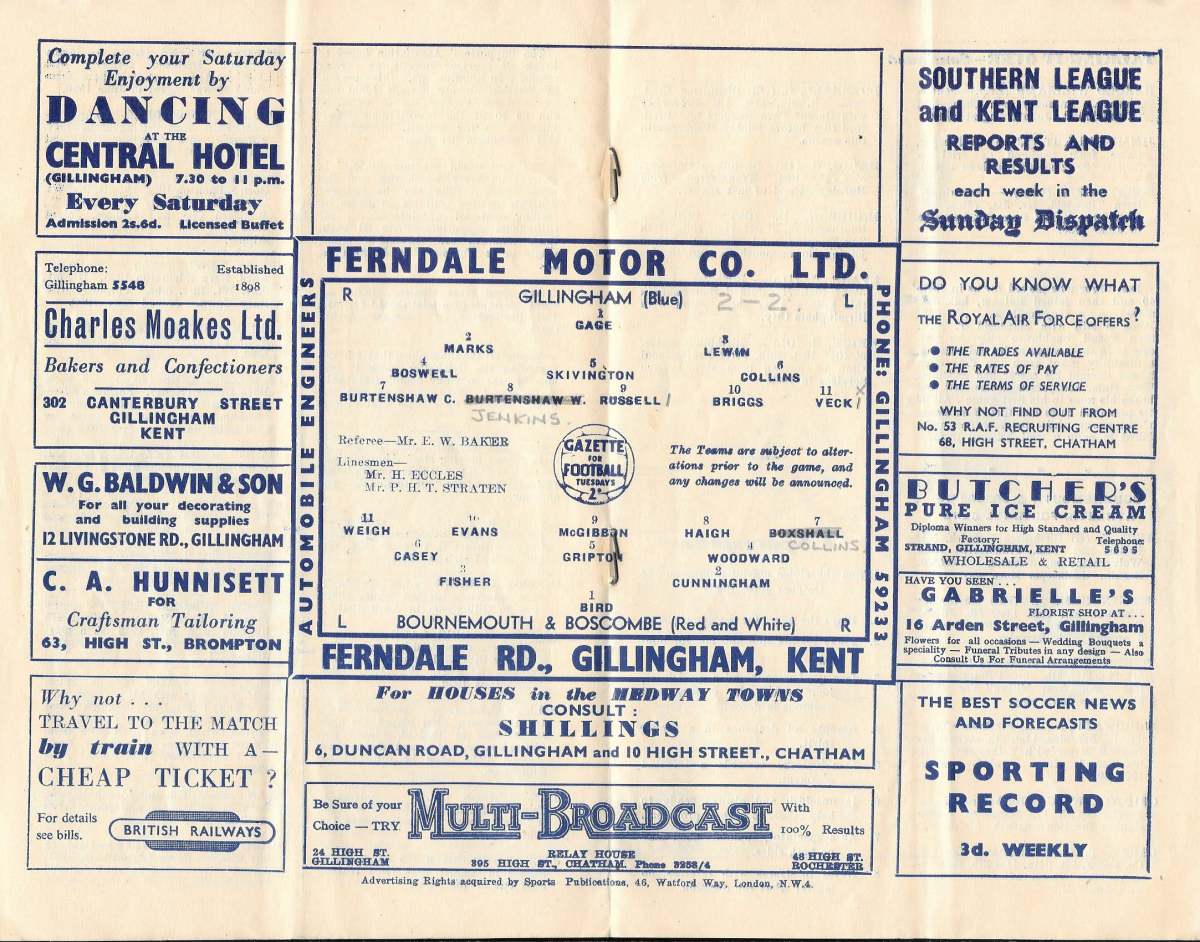 Complete your Saturday
Enjoyment by
DANCING
AT THE
CENTRAL HOTEL
(GILLINGHAM) 7.30 to 11 p.m.
Every Saturday
Admission 2s.6d. Licensed Buffet
Telephone: Established
Gillingham 5548 1898
Charles Moakes Ltd.
Bakers and Confectioners
302 CANTERBURY STREET
GILLINGHAM
KENT
W. G. BALDWIN & SON
For all your decorating
and building supplies
12 LIVINGSTONE RD., GILLINGHAM
C. A. HUNNISETT
FOR
Craftsman Tailoring
63, HIGH ST., BROMPTON
Why not . . .
TRAVEL TO THE MATCH
by train WITH A—
CHEAP TICKET ?
For details
see bills.
BRITISH RAILWAYS
FERNDALE MOTOR CO. LTD.
AUTOMOBILE ENGINEERS
PHONE: GILLINGHAM 59233
R GILLINGHAM (Blue) 2-2. L
1
GAGE
2 3
MARKS LEWIN
4 5 6
BOSWELL SKIVINGTON COLLINS
7 8 9 10 11 x
BURTENSHAW C. BURTENSHAW W. RUSSELL / BRIGGS VECK /
JENKINS.
Referee—Mr. E. W. BAKER
Linesmen—
Mr. H. ECCLES
Mr. P. H. T. STRATEN
GAZETTE
FOR
FOOTBALL
TUESDAYS
2d
The Teams are subject to alter-
ations prior to the game, and
any changes will be announced.
11 10 9 8 7
WEIGH EVANS McGIBBON HAIGH BOXSHALL
COLLINS
6 5 4
CASEY GRIPTON WOODWARD
3 2
FISHER CUNNINGHAM
1
BIRD
L BOURNEMOUTH & BOSCOMBE (Red and White) R
FERNDALE RD., GILLINGHAM, KENT
For HOUSES in the MEDWAY TOWNS
CONSULT :
SHILLINGS
6, DUNCAN ROAD, GILLINGHAM and 10 HIGH STREET., CHATHAM
Be Sure of your
Choice — TRY
MULTI-BROADCAST
With
100% Results
24 HIGH ST.
GILLINGHAM
RELAY HOUSE
395 HIGH ST., CHATHAM. Phone 3258/4
48 HIGH ST.
ROCHESTER
Advertising Rights acquired by Sports Publications, 46, Watford Way, London, N.W.4.
SOUTHERN LEAGUE
and KENT LEAGUE
REPORTS AND
RESULTS
each week in the
Sunday Dispatch
DO YOU KNOW WHAT
THE ROYAL AIR FORCE OFFERS?
● THE TRADES AVAILABLE
● THE RATES OF PAY
● THE TERMS OF SERVICE
WHY NOT FIND OUT FROM
No. 53 R.A.F. RECRUITING CENTRE
68, HIGH STREET, CHATHAM
BUTCHER'S
PURE ICE CREAM
Diploma Winners for High Standard and Quality
Factory: Telephone:
STRAND, GILLINGHAM, KENT 5695
WHOLESALE & RETAIL
HAVE YOU SEEN . . .
GABRIELLE'S
FLORIST SHOP AT . . .
16 Arden Street, Gillingham
Flowers for all occasions — Wedding Bouquets a
speciality — Funeral Tributes in any design — Also
Consult Us For Funeral Arrangements
THE BEST SOCCER NEWS
AND FORECASTS
SPORTING
RECORD
3d. WEEKLY